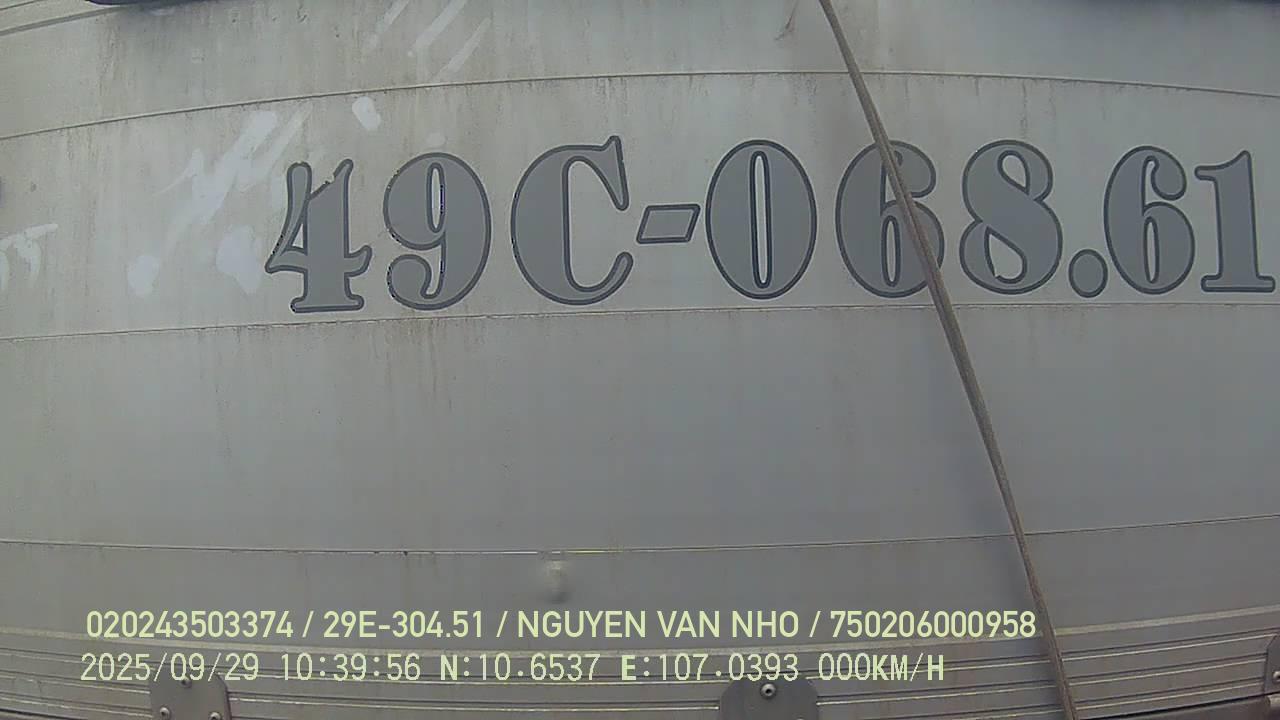 49C-068.61
020243503374 / 29E-304.51 / NGUYEN VAN NHO / 750206000958
2025/09/29 10:39:56 N:10.6537 E:107.0393 000KM/H